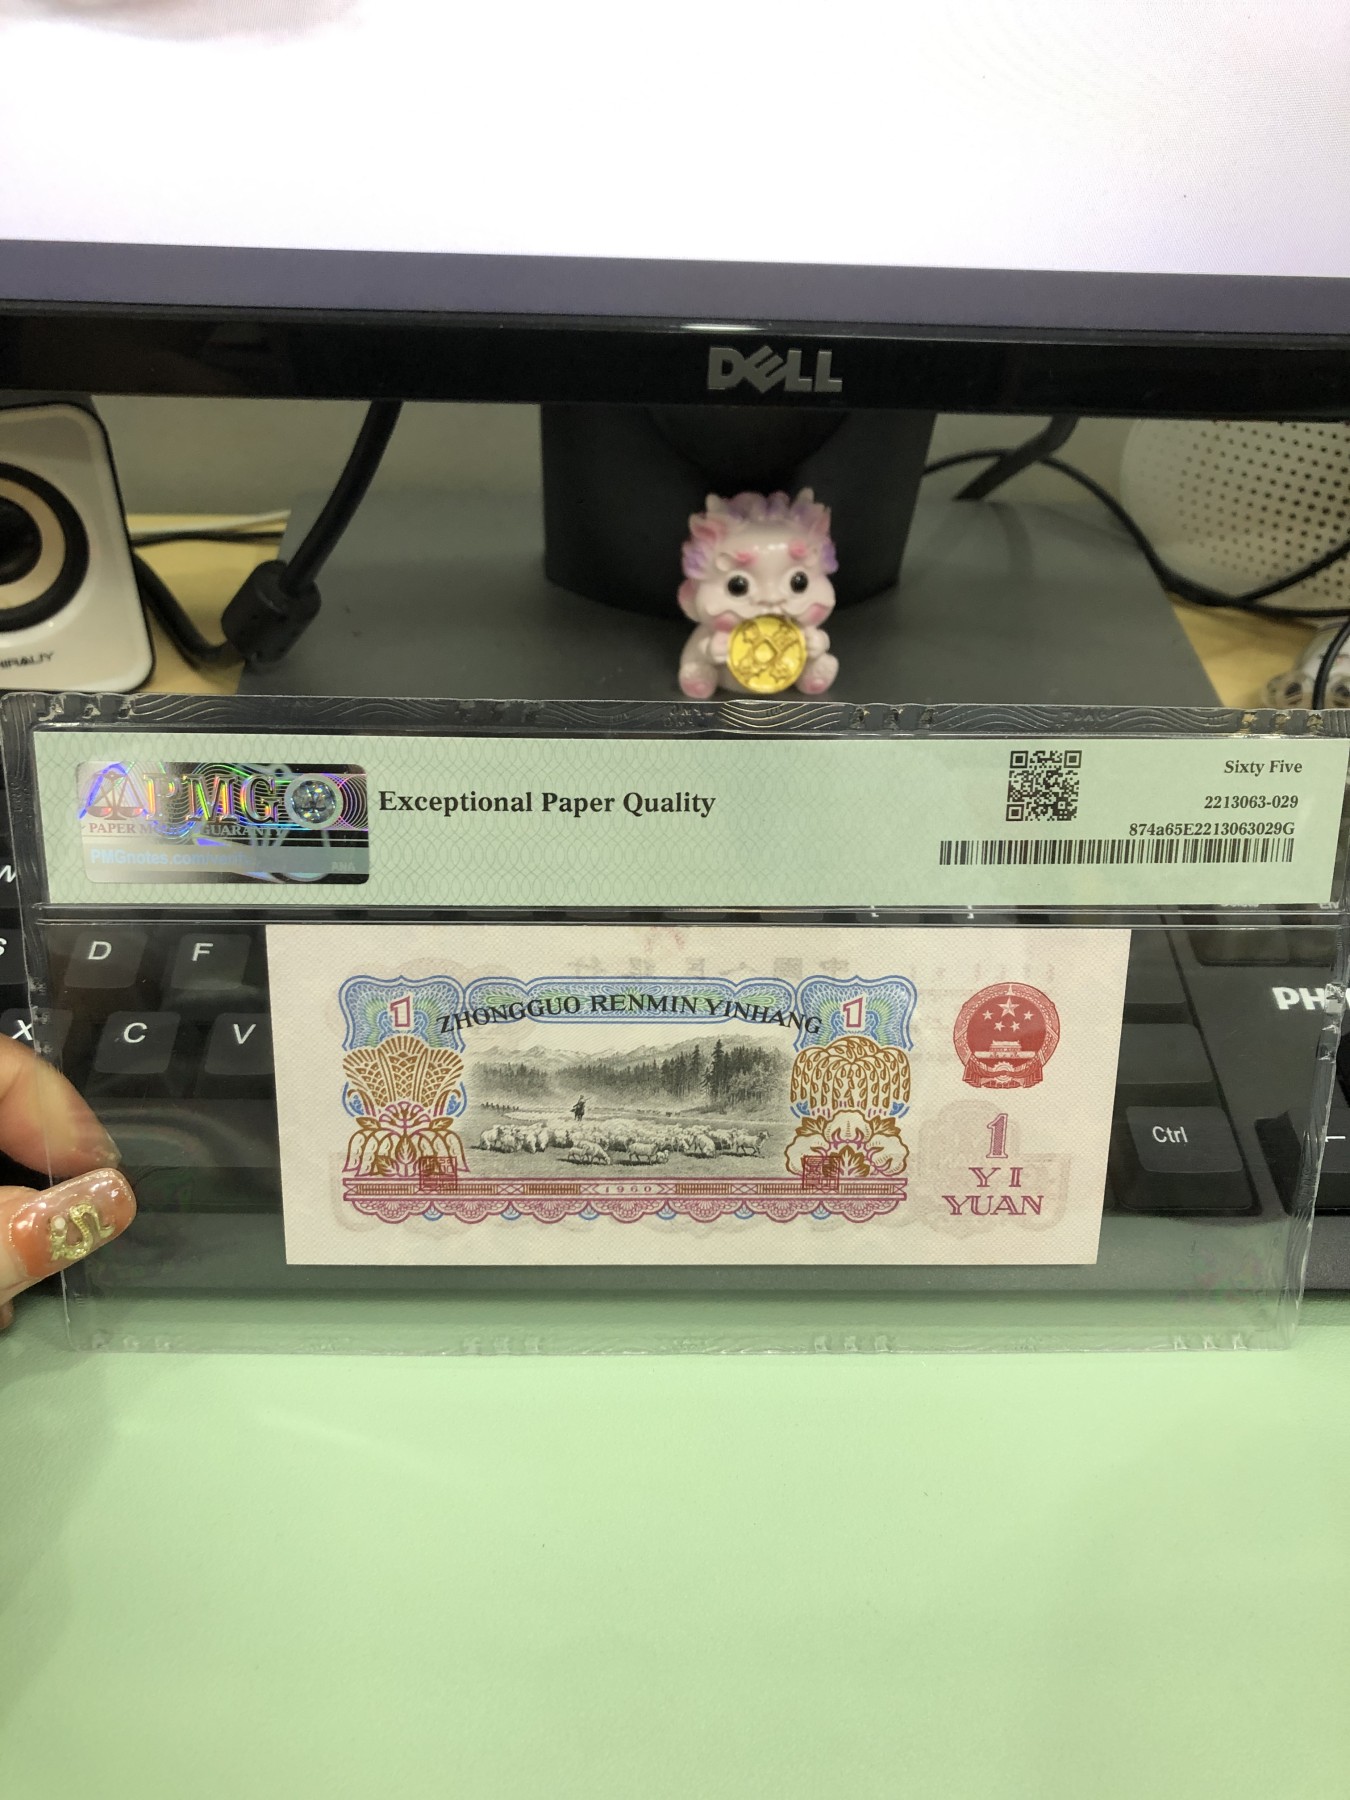 DELL
PMG
PAPER MONEY GUARANTY
PMGnotes.com
Exceptional Paper Quality
Sixty Five
2213063-029
874a65E2213063029G
D
F
X
C
V
Ctrl
PH
1
ZHONGGUO RENMIN YINHANG
1
1960
1
YI
YUAN